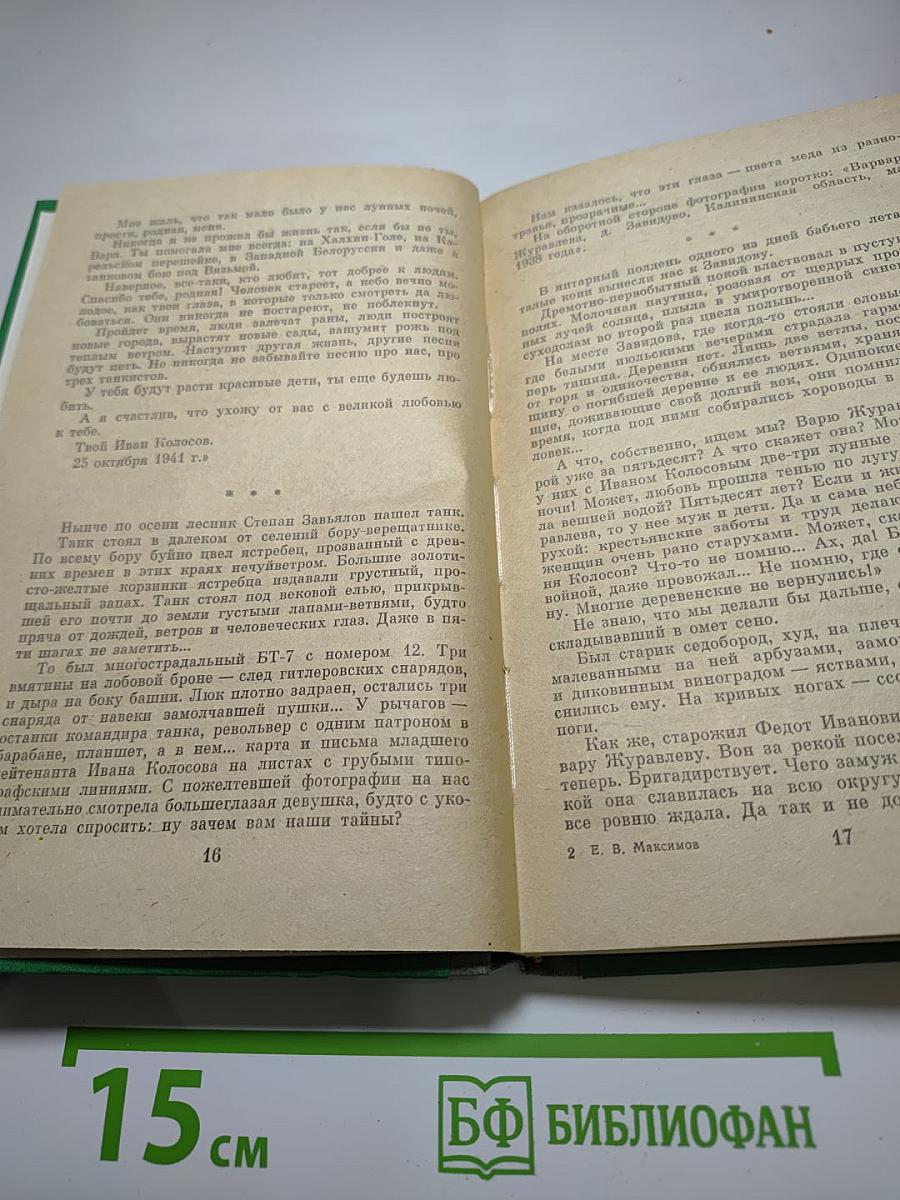 Мне жаль, что так мало было у нас лунных ночей,
прости, родная, меня.
Никогда я не прожил бы жизнь так, если бы не ты,
Варя. Ты помогала мне всегда: на Халхин-Голе, на Ка-
рельском перешейке, в Западной Белоруссии и даже в
танковом бою под Вязьмой.
Наверное, все-таки, кто любит, тот добрее к людям.
Спасибо тебе, родная! Человек стареет, а небо вечно мо-
лодое, как твои глаза, в которые только смотреть да лю-
боваться. Они никогда не постареют, не поблекнут.
Пройдет время, люди залечат раны, люди построят
новые города, вырастят новые сады, зашумит рожь под
теплым ветром. Наступит другая жизнь, другие песни
будут петь. Но никогда не забывайте песню про нас, про
трех танкистов.
У тебя будут расти красивые дети, ты еще будешь лю-
бить.
А я счастлив, что ухожу от вас с великой любовью
к тебе.
Твой Иван Колосов.
25 октября 1941 г.»
* * *
Нынче по осени лесник Степан Завьялов нашел танк.
Танк стоял в далеком от селений бору-верещатнике.
По всему бору буйно цвел ястребец, прозванный с древ-
них времен в этих краях нечуйветром. Большие золоти-
сто-желтые корзинки ястребца издавали грустный, про-
щальный запах. Танк стоял под вековой елью, прикрыв-
шей его почти до земли густыми лапами-ветвями, будто
пряча от дождей, ветров и человеческих глаз. Даже в пя-
ти шагах не заметить...
То был многострадальный БТ-7 с номером 12. Три
вмятины на лобовой броне — след гитлеровских снарядов,
и дыра на боку башни. Люк плотно задраен, остались три
снаряда от навеки замолчавшей пушки... У рычагов —
останки командира танка, револьвер с одним патроном в
барабане, планшет, а в нем... карта и письма младшего
ейтенанта Ивана Колосова на листах с грубыми типо-
рафскими линиями. С пожелтевшей фотографии на нас
нимательно смотрела большеглазая девушка, будто с уко-
м хотела спросить: ну зачем вам наши тайны?
16
Нам казалось, что эти глаза — цвета меда из разно-
травья, прозрачные...
На оборотной стороне фотографии коротко: «Варвар
Журавлева, д. Завидово, Калининская область, ма
1938 года».
* * *
В янтарный полдень одного из дней бабьего лета
талые кони вынесли нас к Завидову.
Дремотно-первобытный покой властвовал в пустун
полях. Молочная паутина, розовая от щедрых про
ных лучей солнца, плыла в умиротворенной синен
суходолам во второй раз цвела полынь...
На месте Завидова, где когда-то стояли еловые
где белыми июльскими вечерами страдала гарм
перь тишина. Деревни нет. Лишь две ветлы, пос
от горя и одиночества, обнялись ветвями, храня
щину о погибшей деревне и ее людях. Одинокие
щие, доживающие свой долгий век, они помнил
время, когда под ними собирались хороводы в
ловек...
А что, собственно, ищем мы? Варю Журав
рой уже за пятьдесят? А что скажет она? Мо
у них с Иваном Колосовым две-три лунные
ночи! Может, любовь прошла тенью по лугу
ла вешней водой? Пятьдесят лет? Если и жи
равлева, то у нее муж и дети. Да и сама неб
рухой: крестьянские заботы и труд делаю
женщин очень рано старухами. Может, ска
ня Колосов? Что-то не помню... Ах, да! Б
войной, даже провожал... Не помню, где
ну. Многие деревенские не вернулись!»
Не знаю, что мы делали бы дальше,
складывавший в омет сено.
Был старик седобород, худ, на плеч
малеванными на ней арбузами, замо
и диковинным виноградом — яствами,
снились ему. На кривых ногах — ссо
поги.
Как же, старожил Федот Иванови
вару Журавлеву. Вон за рекой посел
теперь. Бригадирствует. Чего замуж
кой она славилась на всю округу
все ровню ждала. Да так и не до
2 Е. В. Максимов
17
15 см
БФ БИБЛИОФАН